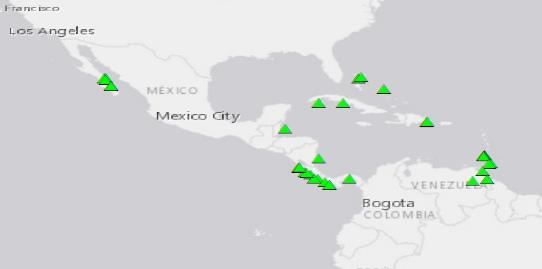 Francisco
Los Angeles
MÉXICO
Mexico City
VENEZUELA
Bogota
COLOMBIA